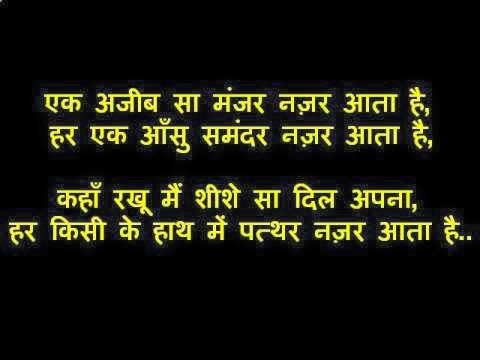 एक अजीब सा मंजर नज़र आता है,
हर एक आँसु समंदर नज़र आता है,
कहाँ रखू मैं शीशे सा दिल अपना,
हर किसी के हाथ में पत्थर नज़र आता है..